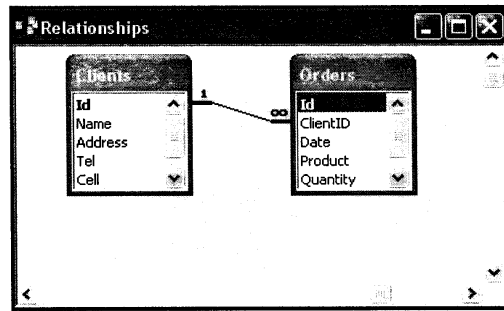 Relationships
Clients
Id
Name
Address
Tel
Cell
1
∞
Orders
Id
ClientID
Date
Product
Quantity